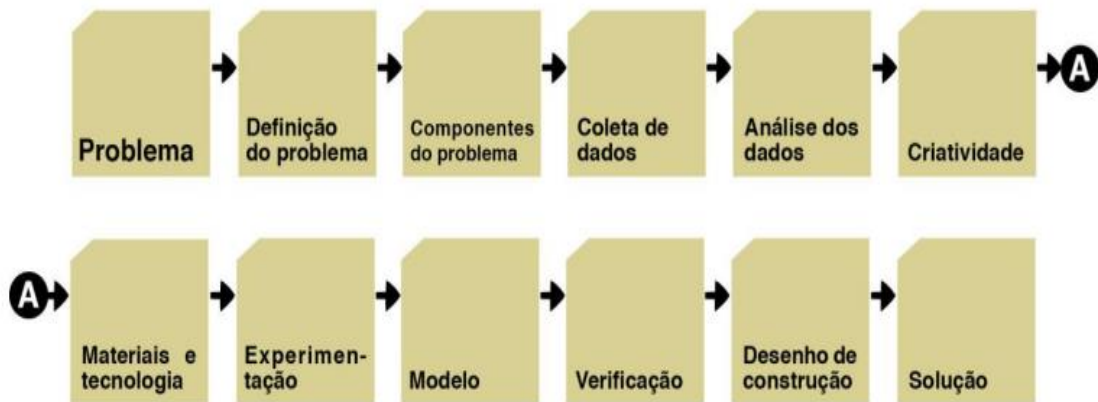 Problema
Definição
do problema
Componentes
do problema
Coleta de
dados
Análise dos
dados
Criatividade
A
A
Materiais e
tecnologia
Experimen-
tação
Modelo
Verificação
Desenho de
construção
Solução